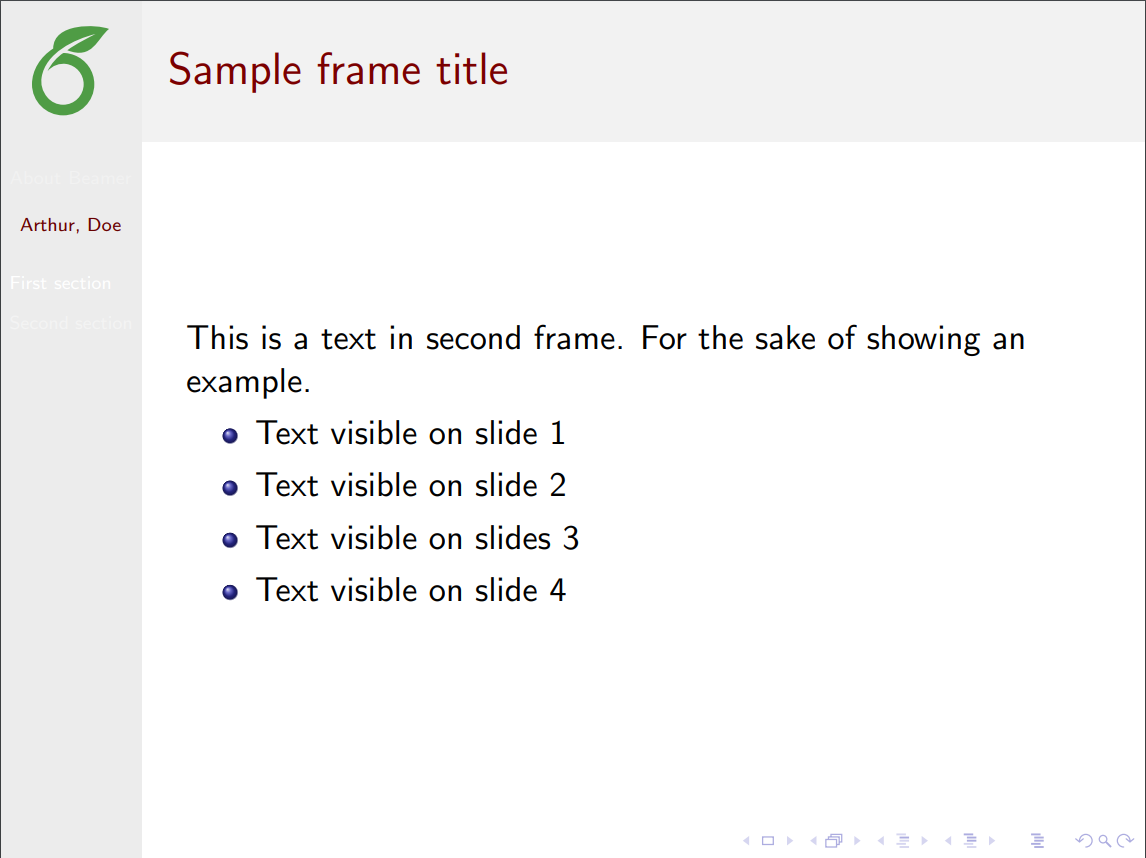 Sample frame title
About Beamer
Arthur, Doe
First section
Second section
This is a text in second frame. For the sake of showing an
example.
Text visible on slide 1
Text visible on slide 2
Text visible on slides 3
Text visible on slide 4